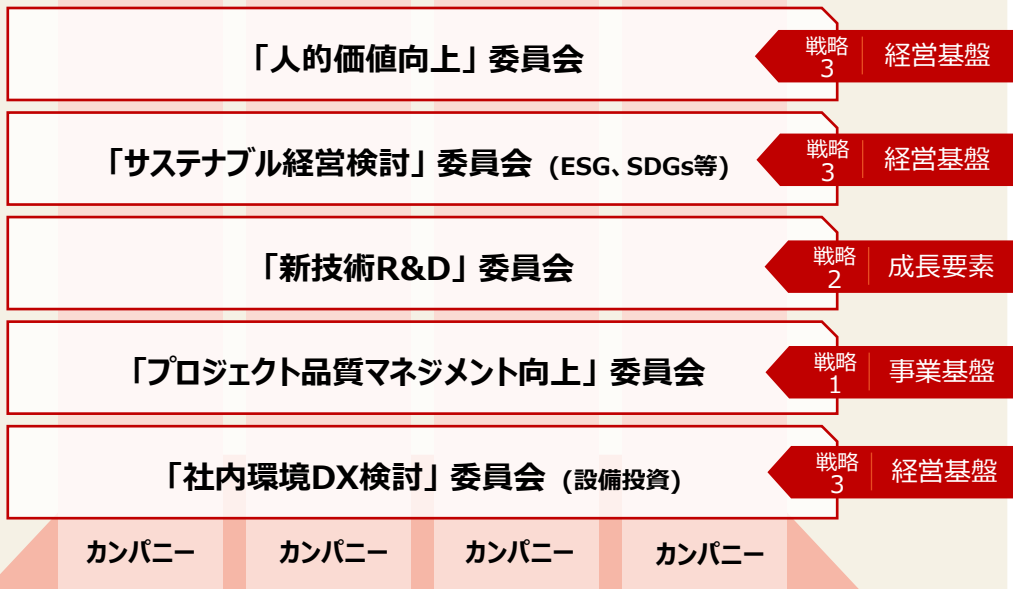 「人的価値向上」委員会
戦略
3
経営基盤
「サステナブル経営検討」委員会 (ESG、SDGs等)
戦略
3
経営基盤
「新技術R&D」委員会
戦略
2
成長要素
「プロジェクト品質マネジメント向上」委員会
戦略
1
事業基盤
「社内環境DX検討」委員会 (設備投資)
戦略
3
経営基盤
カンパニー カンパニー カンパニー カンパニー